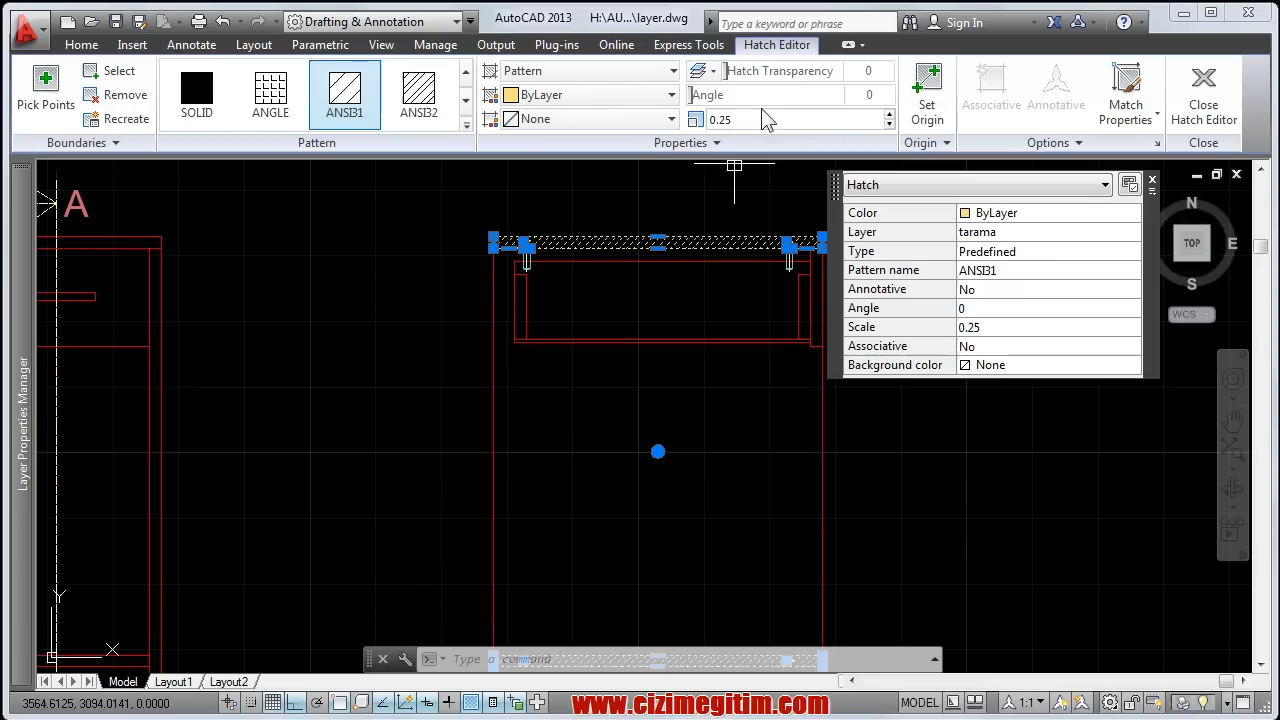 Drafting & Annotation
AutoCAD 2013 H:\AU...\layer.dwg
Type a keyword or phrase
Sign In
Home Insert Annotate Layout Parametric View Manage Output Plug-ins Online Express Tools Hatch Editor
Pick Points
Select
Remove
Recreate
SOLID
ANGLE
ANSI31
ANSI32
Pattern
ByLayer
None
Hatch Transparency 0
Angle 0
0.25
Set
Origin
Associative
Annotative
Match
Properties
Close
Hatch Editor
Boundaries
Pattern
Properties
Origin
Options
Close
A
Hatch
Color ByLayer
Layer tarama
Type Predefined
Pattern name ANSI31
Annotative No
Angle 0
Scale 0.25
Associative No
Background color None
N
TOP
E
S
WCS
Layer Properties Manager
Y
X
Type a command
Model Layout1 Layout2
3564.6125, 3094.0141, 0.0000
MODEL
1:1
www.cizimegitim.com